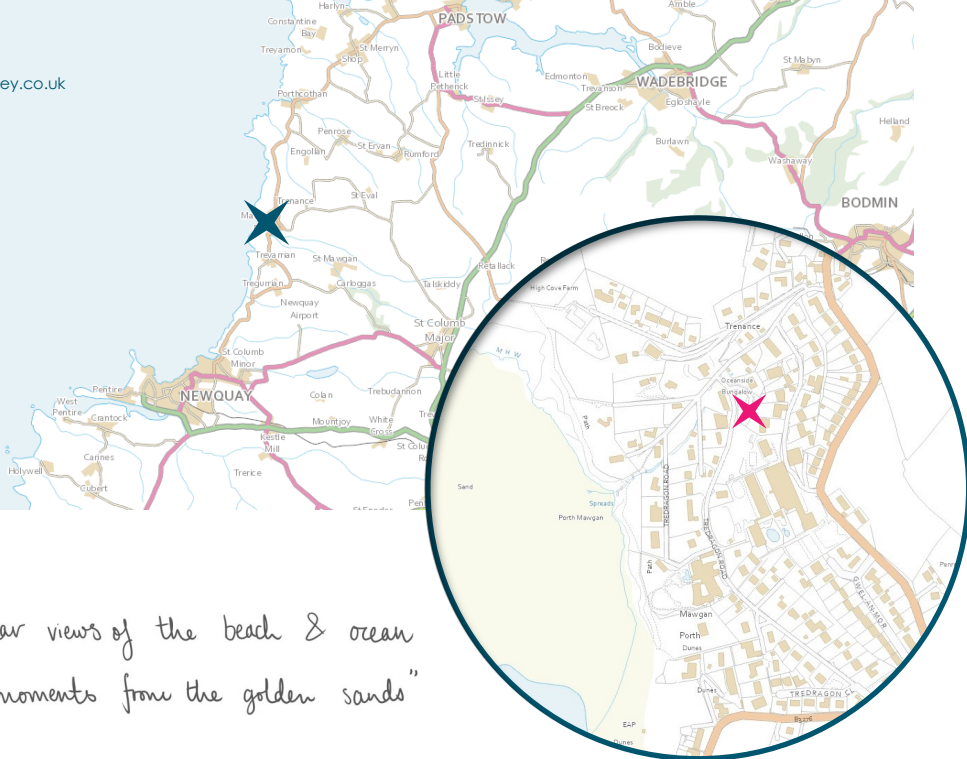 Harlyn
Amble
PADSTOW
Constantine
Bay
Treyarnon
St Merryn
Shop
Bodieve
St Mabyn
ey.co.uk
Little
Petherick
Edmonton
Trevanson
WADEBRIDGE
Porthcothan
St Issey
St Breock
Egloshayle
Helland
Penrose
Engollan
St Ervan
Rumford
Tredinnick
Burlawn
Washaway
St Eval
Trenance
BODMIN
Ma
Trevarrian
St Mawgan
Retallack
Tregurrian
Carloggas
Talskiddy
High Cove Farm
Newquay
Airport
St Columb
Major
Trenance
M H W
St Columb
Minor
Oceanside
Bungalow
Pentire
NEWQUAY
Colan
Trebudannon
West
Pentire
Crantock
Mountjoy
White
Cross
Path
Kestle
Mill
Cannes
Trerice
Holywell
Cubert
Sand
TREDRAGON ROAD
Spreads
Porth Mawgan
TREDRAGON ROAD
Path
GWEL-AN-MOR
Mawgan
Porth
Dunes
Dunes
TREDRAGON
B3276
EAP
Dunes
views of the beach & ocean
moments from the golden sands”